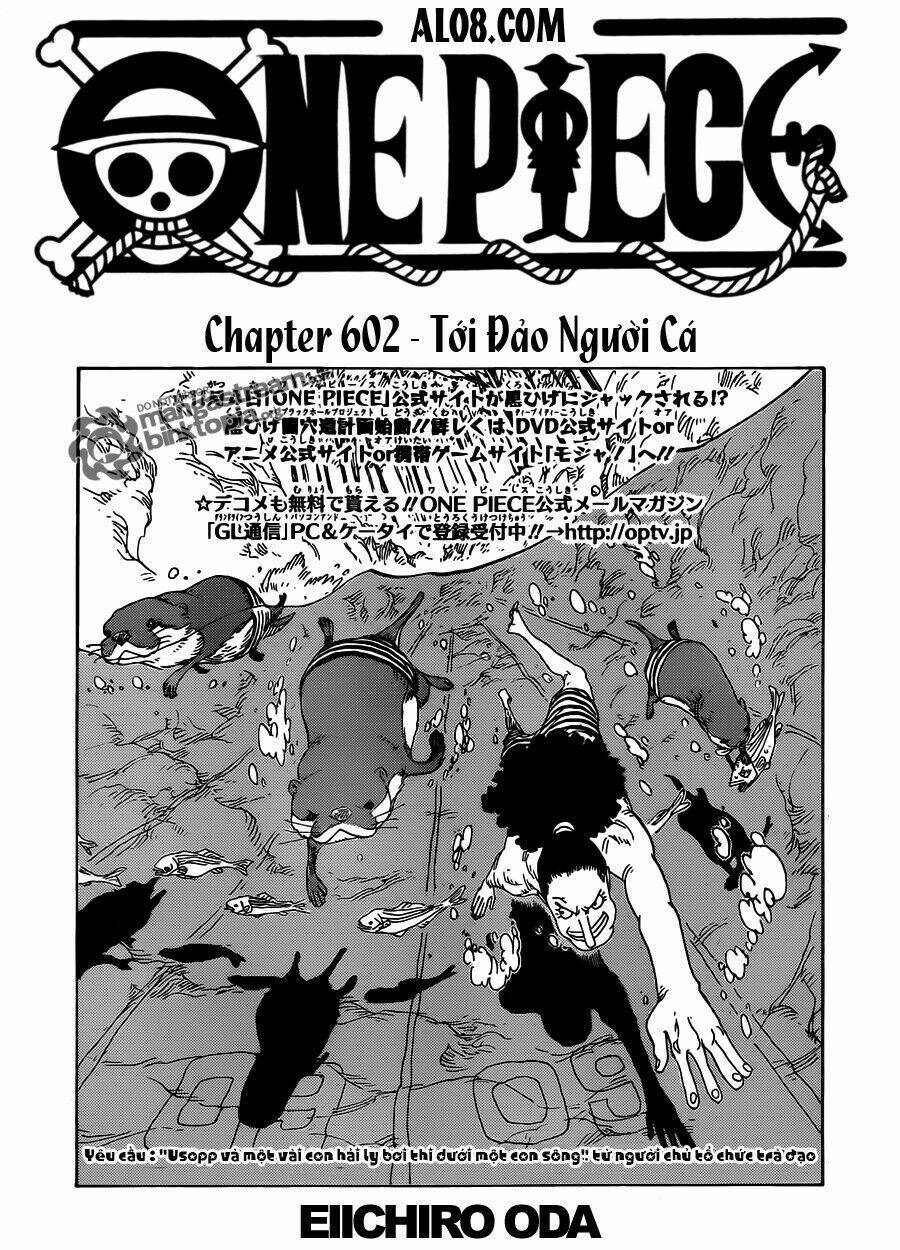 ALO8.COM
ONE PIECE
Chapter 602 - Tới Đảo Người Cá
ONE PIECE」公式サイトが黒ひげにジャックされる!?
黒ひげ闇穴道計画始動!!詳しくは、DVD公式サイトor
アニメ公式サイトor携帯ゲームサイト「モジャ!」へ!!
☆デコメも無料で貰える!!ONE PIECE公式メールマガジン
「GL通信」PC&ケータイで登録受付中!!→http://optv.jp
Yêu cầu : "Usopp và một vài con hải ly bơi thi dưới một con sông" từ người chủ tổ chức trà đạo
EIICHIRO ODA